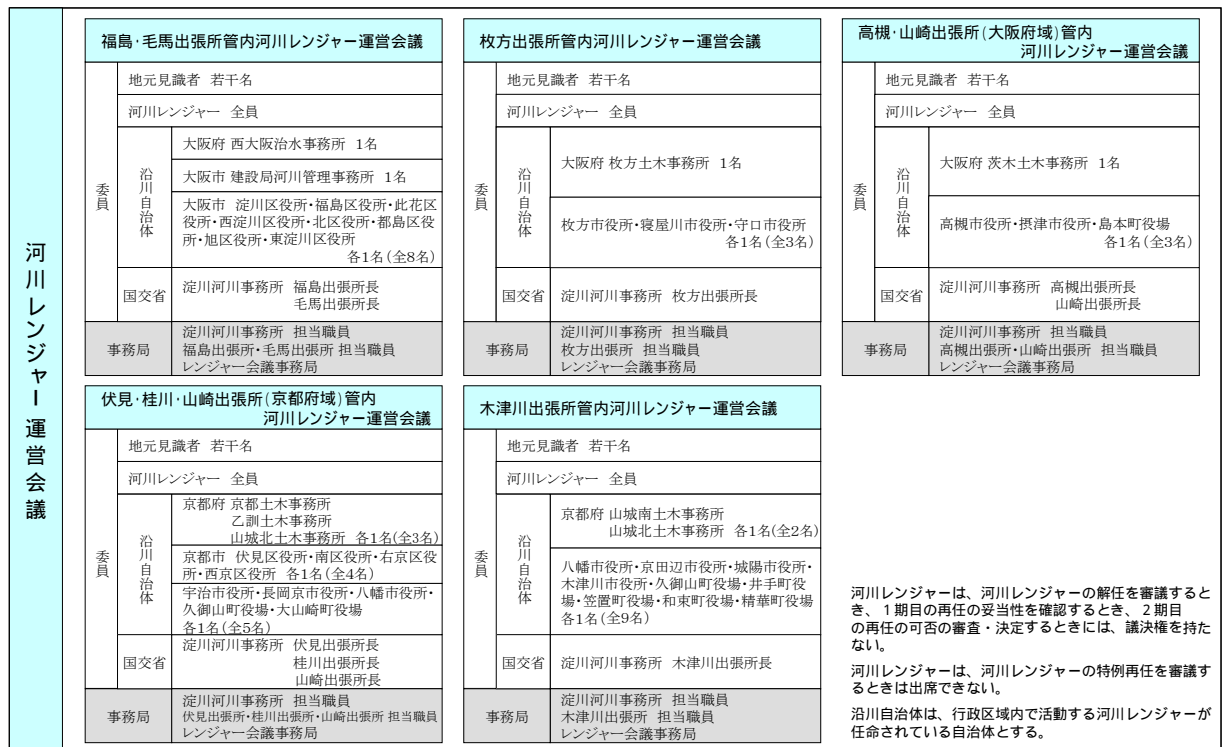 河川レンジャー運営会議
福島・毛馬出張所管内河川レンジャー運営会議
委員
地元見識者 若干名
河川レンジャー 全員
沿川自治体
大阪府 西大阪治水事務所 1名
大阪市 建設局河川管理事務所 1名
大阪市 淀川区役所・福島区役所・此花区
役所・西淀川区役所・北区役所・都島区役
所・旭区役所・東淀川区役所
各1名(全8名)
国交省
淀川河川事務所 福島出張所長
毛馬出張所長
事務局
淀川河川事務所 担当職員
福島出張所・毛馬出張所 担当職員
レンジャー会議事務局
枚方出張所管内河川レンジャー運営会議
委員
地元見識者 若干名
河川レンジャー 全員
沿川自治体
大阪府 枚方土木事務所 1名
枚方市役所・寝屋川市役所・守口市役所
各1名(全3名)
国交省
淀川河川事務所 枚方出張所長
事務局
淀川河川事務所 担当職員
枚方出張所 担当職員
レンジャー会議事務局
高槻・山崎出張所(大阪府域)管内
河川レンジャー運営会議
委員
地元見識者 若干名
河川レンジャー 全員
沿川自治体
大阪府 茨木土木事務所 1名
高槻市役所・摂津市役所・島本町役場
各1名(全3名)
国交省
淀川河川事務所 高槻出張所長
山崎出張所長
事務局
淀川河川事務所 担当職員
高槻出張所・山崎出張所 担当職員
レンジャー会議事務局
伏見・桂川・山崎出張所(京都府域)管内
河川レンジャー運営会議
委員
地元見識者 若干名
河川レンジャー 全員
沿川自治体
京都府 京都土木事務所
乙訓土木事務所
山城北土木事務所 各1名(全3名)
京都市 伏見区役所・南区役所・右京区役
所・西京区役所 各1名(全4名)
宇治市役所・長岡京市役所・八幡市役所・
久御山町役場・大山崎町役場
各1名(全5名)
国交省
淀川河川事務所 伏見出張所長
桂川出張所長
山崎出張所長
事務局
淀川河川事務所 担当職員
伏見出張所・桂川出張所・山崎出張所 担当職員
レンジャー会議事務局
木津川出張所管内河川レンジャー運営会議
委員
地元見識者 若干名
河川レンジャー 全員
沿川自治体
京都府 山城南土木事務所
山城北土木事務所 各1名(全2名)
八幡市役所・京田辺市役所・城陽市役所・
木津川市役所・久御山町役場・井手町役
場・笠置町役場・和束町役場・精華町役場
各1名(全9名)
国交省
淀川河川事務所 木津川出張所長
事務局
淀川河川事務所 担当職員
木津川出張所 担当職員
レンジャー会議事務局
河川レンジャーは、河川レンジャーの解任を審議すると
き、1期目の再任の妥当性を確認するとき、2期目
の再任の可否の審査・決定するときには、議決権を持た
ない。
河川レンジャーは、河川レンジャーの特例再任を審議す
るときは出席できない。
沿川自治体は、行政区域内で活動する河川レンジャーが
任命されている自治体とする。